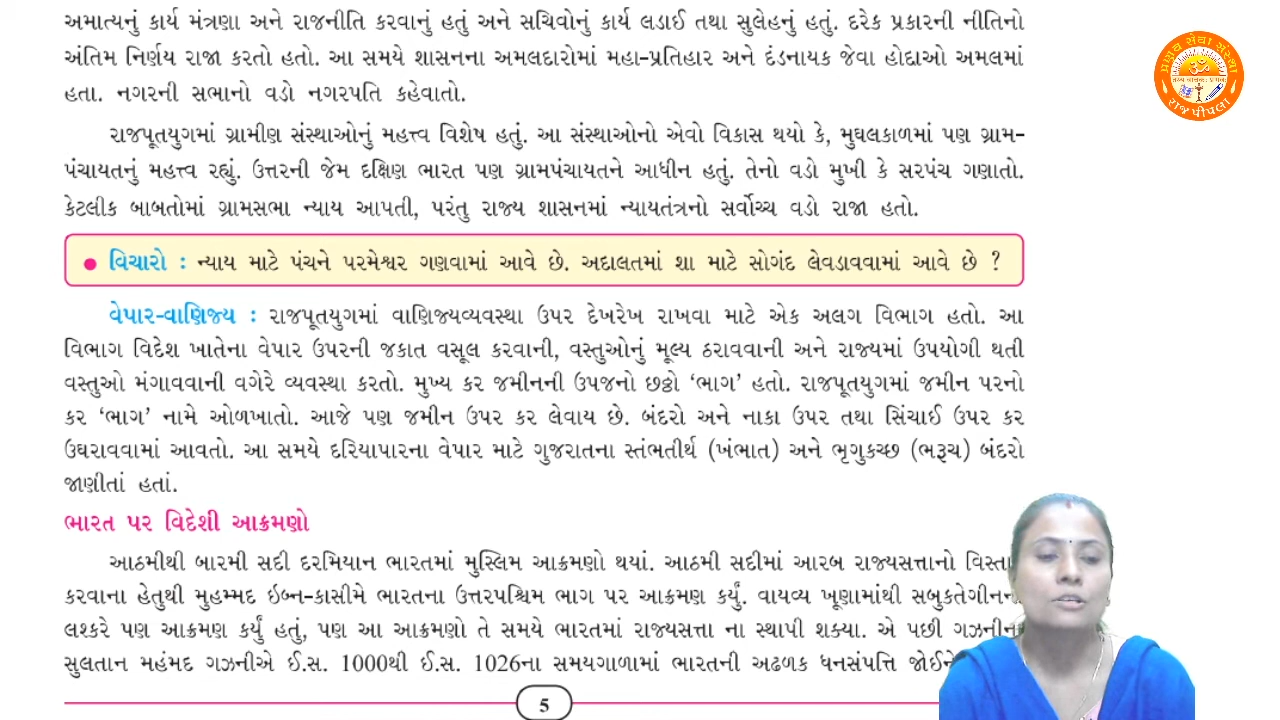 અમાત્યનું કાર્ય મંત્રણા અને રાજનીતિ કરવાનું હતું અને સચિવોનું કાર્ય લડાઈ તથા સુલેહનું હતું. દરેક પ્રકારની નીતિનો
અંતિમ નિર્ણય રાજા કરતો હતો. આ સમયે શાસનના અમલદારોમાં મહા-પ્રતિહાર અને દંડનાયક જેવા હોદાઓ અમલમાં
હતા. નગરની સભાનો વડો નગરપતિ કહેવાતો.
રાજપૂતયુગમાં ગ્રામીણ સંસ્થાઓનું મહત્ત્વ વિશેષ હતું. આ સંસ્થાઓનો એવો વિકાસ થયો કે, મુઘલકાળમાં પણ ગ્રામ-
પંચાયતનું મહત્ત્વ રહ્યું. ઉત્તરની જેમ દક્ષિણ ભારત પણ ગ્રામપંચાયતને આધીન હતું. તેનો વડો મુખી કે સરપંચ ગણાતો.
કેટલીક બાબતોમાં ગ્રામસભા ન્યાય આપતી, પરંતુ રાજ્ય શાસનમાં ન્યાયતંત્રનો સર્વોચ્ચ વડો રાજા હતો.
● વિચારો : ન્યાય માટે પંચને પરમેશ્વર ગણવામાં આવે છે. અદાલતમાં શા માટે સોગંદ લેવડાવવામાં આવે છે ?
વેપાર-વાણિજ્ય : રાજપૂતયુગમાં વાણિજ્યવ્યવસ્થા ઉપર દેખરેખ રાખવા માટે એક અલગ વિભાગ હતો. આ
વિભાગ વિદેશ ખાતેના વેપાર ઉપરની જકાત વસૂલ કરવાની, વસ્તુઓનું મૂલ્ય ઠરાવવાની અને રાજ્યમાં ઉપયોગી થતી
વસ્તુઓ મંગાવવાની વગેરે વ્યવસ્થા કરતો. મુખ્ય કર જમીનની ઉપજનો છઠ્ઠો ‘ભાગ’ હતો. રાજપૂતયુગમાં જમીન પરનો
કર ‘ભાગ’ નામે ઓળખાતો. આજે પણ જમીન ઉપર કર લેવાય છે. બંદરો અને નાકા ઉપર તથા સિંચાઈ ઉપર કર
ઉઘરાવવામાં આવતો. આ સમયે દરિયાપારના વેપાર માટે ગુજરાતના સ્તંભતીર્થ (ખંભાત) અને ભૃગુકચ્છ (ભરૂચ) બંદરો
જાણીતાં હતાં.
ભારત પર વિદેશી આક્રમણો
આઠમીથી બારમી સદી દરમિયાન ભારતમાં મુસ્લિમ આક્રમણો થયાં. આઠમી સદીમાં આરબ રાજ્યસત્તાનો
કરવાના હેતુથી મુહમ્મદ ઇબ્ન-કાસીમે ભારતના ઉત્તરપશ્ચિમ ભાગ પર આક્રમણ કર્યું. વાયવ્ય ખૂણામાંથી
લશ્કરે પણ આક્રમણ કર્યું હતું, પણ આ આક્રમણો તે સમયે ભારતમાં રાજ્યસત્તા ના સ્થાપી શક્યા. એ પછી
સુલતાન મહંમદ ગઝનીએ ઈ.સ. 1000થી ઈ.સ. 1026ના સમયગાળામાં ભારતની અઢળક ધનસંપત્તિ
5
પ્રણવ સેવા સંસ્થા
રાજપીપલા